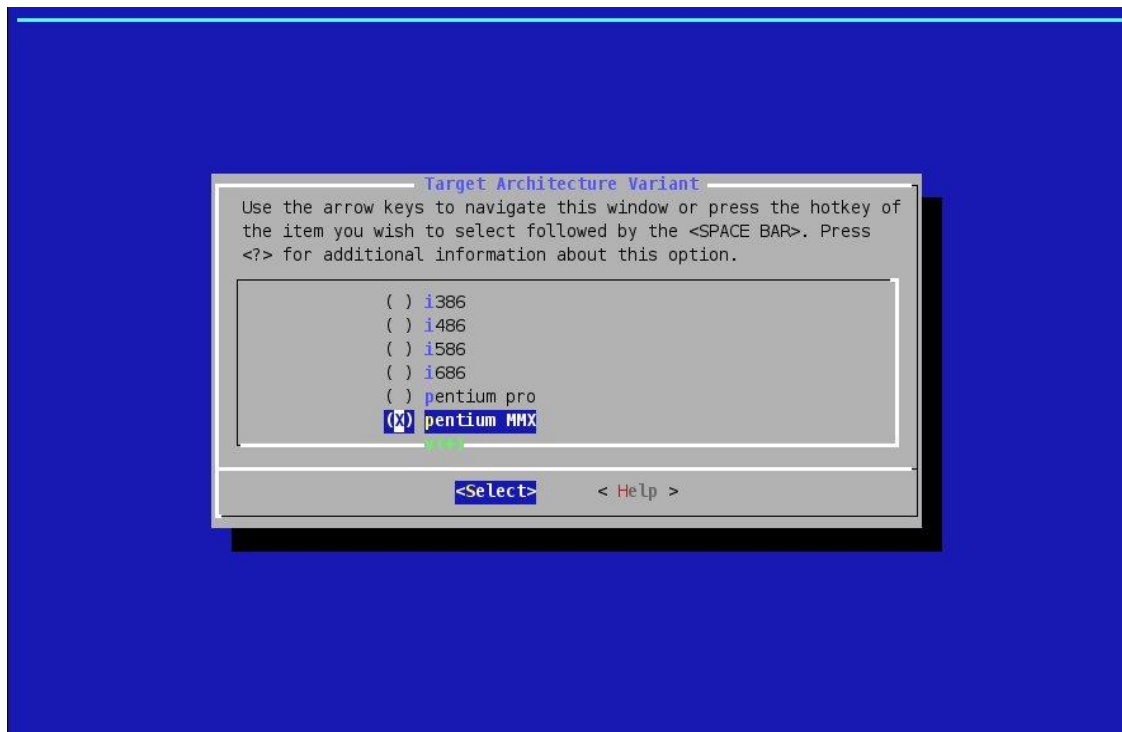 Target Architecture Variant
Use the arrow keys to navigate this window or press the hotkey of
the item you wish to select followed by the <SPACE BAR>. Press
<?> for additional information about this option.
( ) i386
( ) i486
( ) i586
( ) i686
( ) pentium pro
(X) pentium MMX
<Select> < Help >